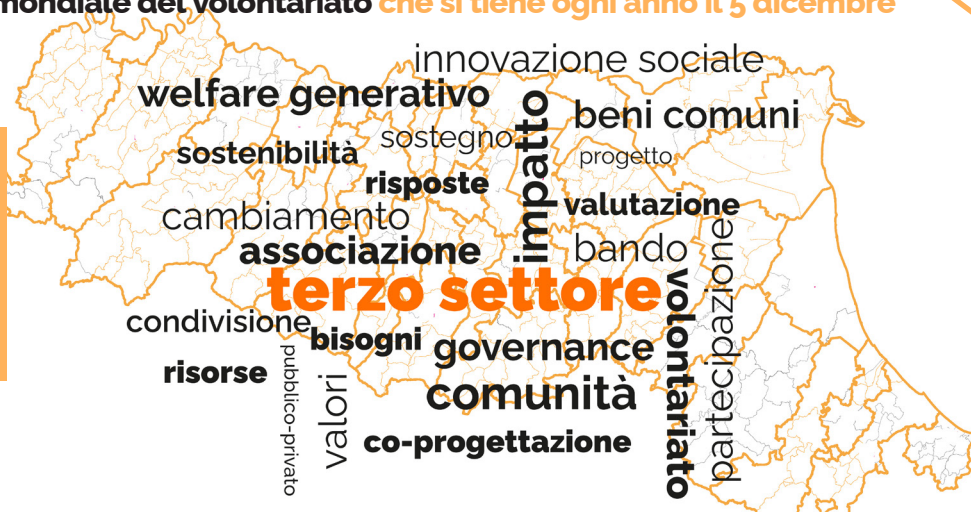 mondiale del volontariato che si tiene ogni anno il 5 dicembre
innovazione sociale
welfare generativo
impatto
beni comuni
sostegno
sostenibilità
progetto
risposte
valutazione
cambiamento
associazione
bando
partecipazione
terzo settore
volontariato
condivisione
bisogni
governance
risorse
pubblico-privato
valori
comunità
co-progettazione